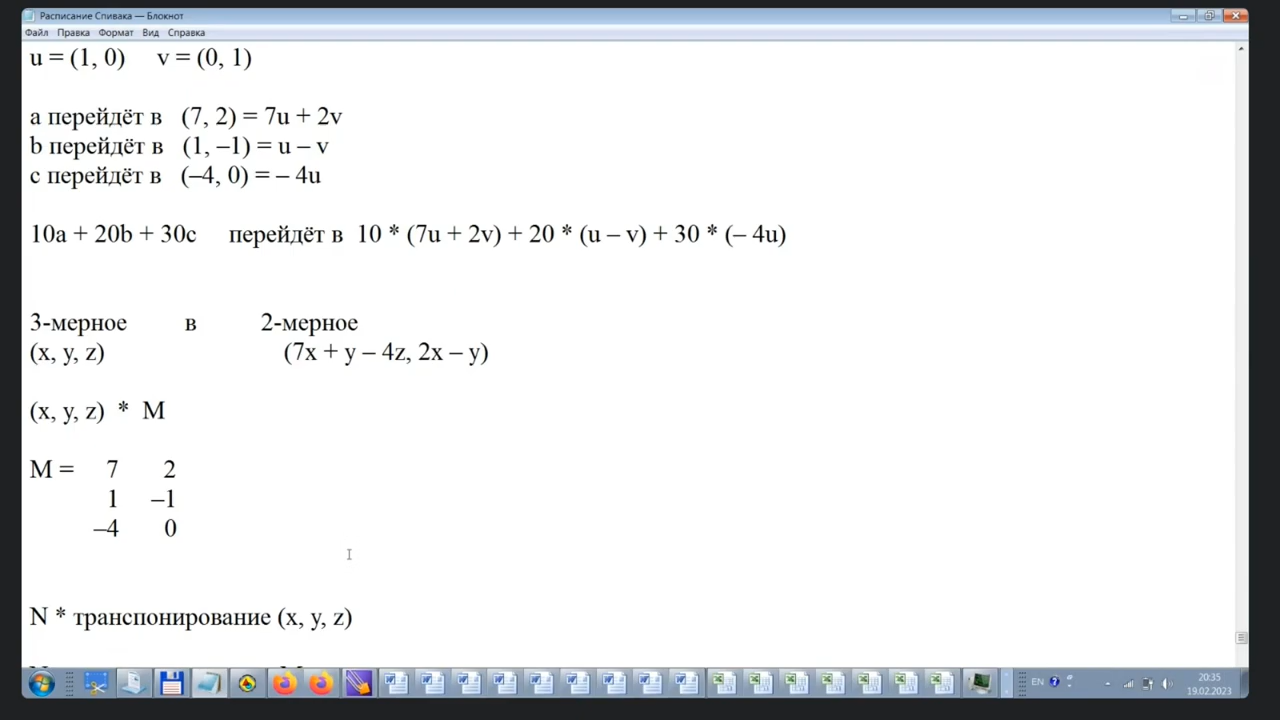 Расписание Спивака — Блокнот
Файл Правка Формат Вид Справка
u = (1, 0) v = (0, 1)
a перейдёт в (7, 2) = 7u + 2v
b перейдёт в (1, –1) = u – v
c перейдёт в (–4, 0) = – 4u
10a + 20b + 30c перейдёт в 10 * (7u + 2v) + 20 * (u – v) + 30 * (– 4u)
3-мерное в 2-мерное
(x, y, z) (7x + y – 4z, 2x – y)
(x, y, z) * M
M = 7 2
1 –1
–4 0
N * транспонирование (x, y, z)
EN
20:35
19.02.2023